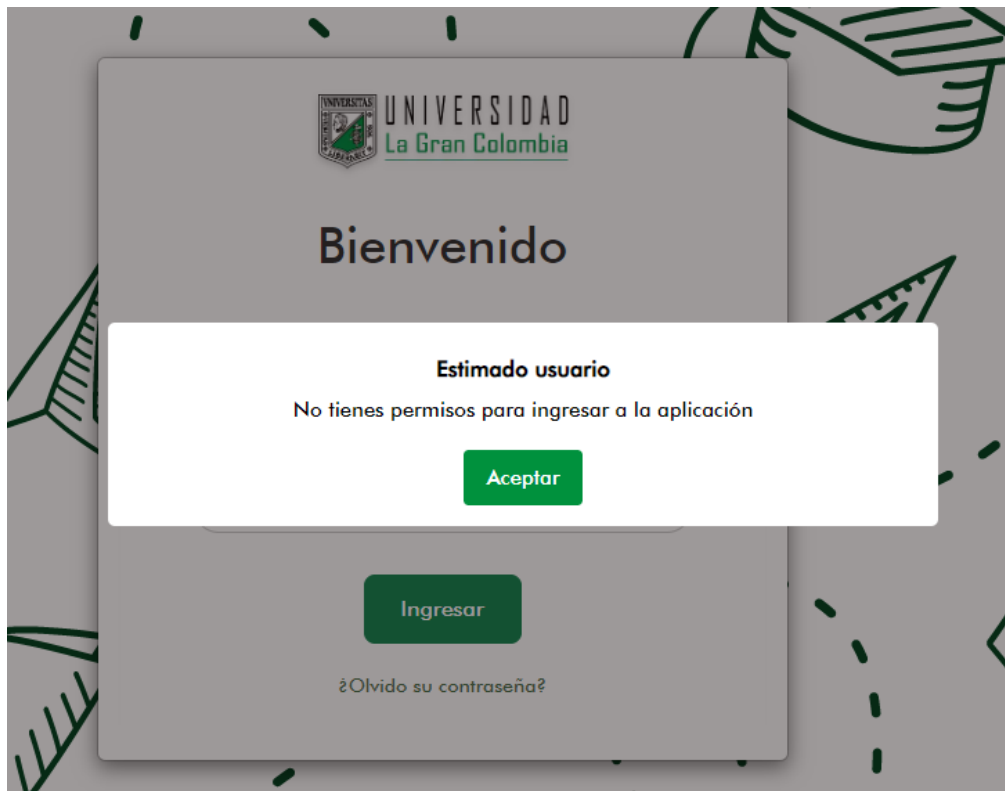 UNIVERSITAS
UNIVERSIDAD
La Gran Colombia
Bienvenido
Estimado usuario
No tienes permisos para ingresar a la aplicación
Aceptar
Ingresar
¿Olvido su contraseña?